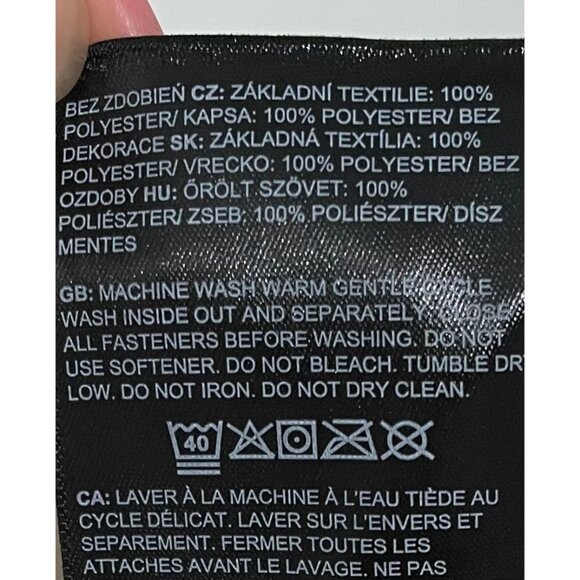 BEZ ZDOBIEŃ CZ: ZÁKLADNÍ TEXTILIE: 100%
POLYESTER/ KAPSA: 100% POLYESTER/ BEZ
DEKORACE SK: ZÁKLADNÁ TEXTÍLIA: 100%
POLYESTER/ VRECKO: 100% POLYESTER/ BEZ
OZDOBY HU: ŐRÖLT SZÖVET: 100%
POLIÉSZTER/ ZSEB: 100% POLIÉSZTER/ DÍSZ
MENTES
GB: MACHINE WASH WARM GENTLE CYCLE.
WASH INSIDE OUT AND SEPARATELY. CLOSE
ALL FASTENERS BEFORE WASHING. DO NOT
USE SOFTENER. DO NOT BLEACH. TUMBLE DRY
LOW. DO NOT IRON. DO NOT DRY CLEAN.
40
CA: LAVER À LA MACHINE À L'EAU TIÈDE AU
CYCLE DÉLICAT. LAVER SUR L'ENVERS ET
SEPAREMENT. FERMER TOUTES LES
ATTACHES AVANT LE LAVAGE. NE PAS